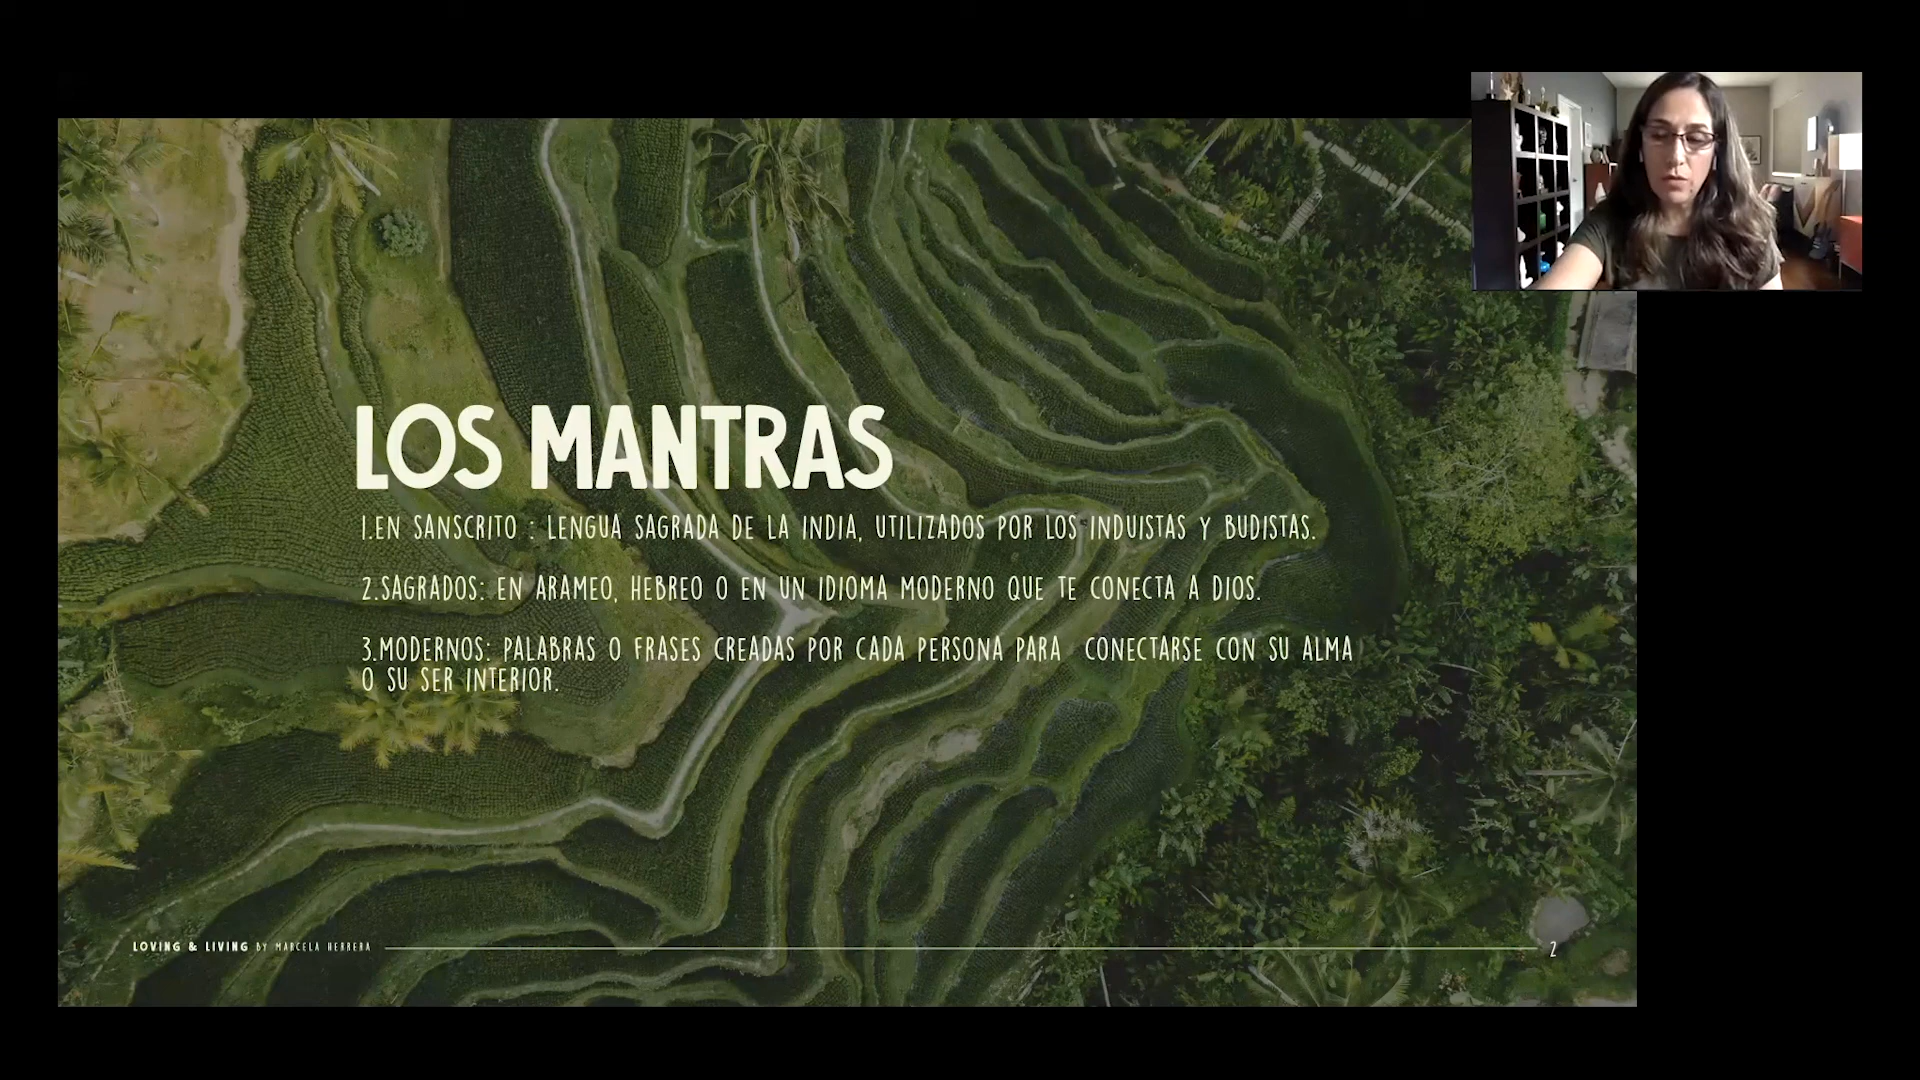 LOS MANTRAS
1.EN SANSCRITO : LENGUA SAGRADA DE LA INDIA, UTILIZADOS POR LOS INDUISTAS Y BUDISTAS.
2.SAGRADOS: EN ARAMEO, HEBREO O EN UN IDIOMA MODERNO QUE TE CONECTA A DIOS.
3.MODERNOS: PALABRAS O FRASES CREADAS POR CADA PERSONA PARA CONECTARSE CON SU ALMA
O SU SER INTERIOR.
LOVING & LIVING BY MARCELA HERRERA
2